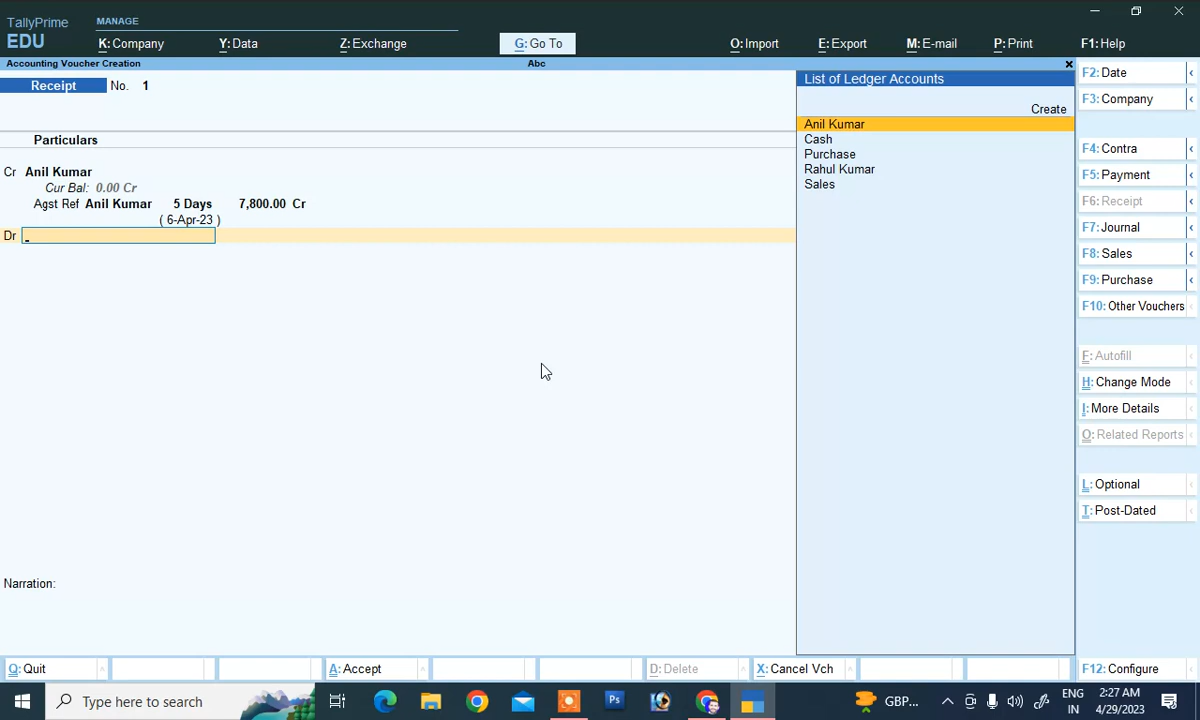 TallyPrime
EDU
MANAGE
K: Company
Y: Data
Z: Exchange
G: Go To
O: Import
E: Export
M: E-mail
P: Print
F1: Help
Accounting Voucher Creation
Abc
Receipt No. 1
Particulars
Cr Anil Kumar
Cur Bal: 0.00 Cr
Agst Ref Anil Kumar 5 Days 7,800.00 Cr
( 6-Apr-23 )
Dr
Narration:
List of Ledger Accounts
Create
Anil Kumar
Cash
Purchase
Rahul Kumar
Sales
F2: Date
F3: Company
F4: Contra
F5: Payment
F6: Receipt
F7: Journal
F8: Sales
F9: Purchase
F10: Other Vouchers
F: Autofill
H: Change Mode
I: More Details
O: Related Reports
L: Optional
T: Post-Dated
Q: Quit
A: Accept
D: Delete
X: Cancel Vch
F12: Configure
Type here to search
Ps
GBP...
ENG
IN
2:27 AM
4/29/2023